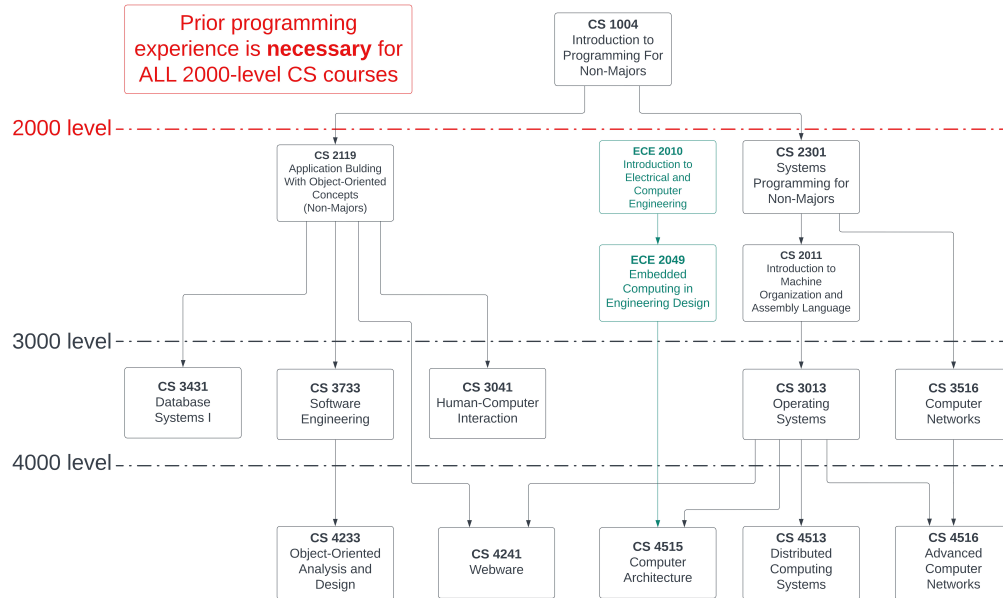 Prior programming
experience is necessary for
ALL 2000-level CS courses
CS 1004
Introduction to
Programming For
Non-Majors
2000 level
CS 2119
Application Bulding
With Object-Oriented
Concepts
(Non-Majors)
ECE 2010
Introduction to
Electrical and
Computer
Engineering
CS 2301
Systems
Programming for
Non-Majors
ECE 2049
Embedded
Computing in
Engineering Design
CS 2011
Introduction to
Machine
Organization and
Assembly Language
3000 level
CS 3431
Database
Systems I
CS 3733
Software
Engineering
CS 3041
Human-Computer
Interaction
CS 3013
Operating
Systems
CS 3516
Computer
Networks
4000 level
CS 4233
Object-Oriented
Analysis and
Design
CS 4241
Webware
CS 4515
Computer
Architecture
CS 4513
Distributed
Computing
Systems
CS 4516
Advanced
Computer
Networks